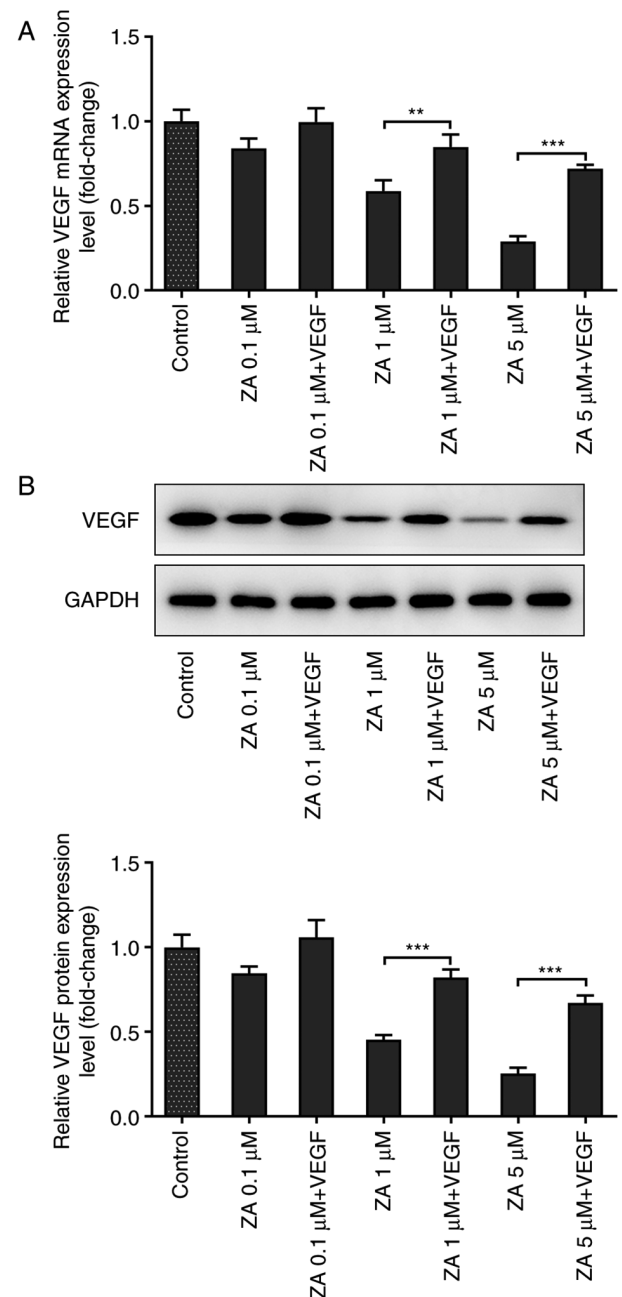 A
Relative VEGF mRNA expression
level (fold-change)
1.5
1.0
0.5
0.0
**
***
Control
ZA 0.1 μM
ZA 0.1 μM+VEGF
ZA 1 μM
ZA 1 μM+VEGF
ZA 5 μM
ZA 5 μM+VEGF
B
VEGF
GAPDH
Control
ZA 0.1 μM
ZA 0.1 μM+VEGF
ZA 1 μM
ZA 1 μM+VEGF
ZA 5 μM
ZA 5 μM+VEGF
Relative VEGF protein expression
level (fold-change)
1.5
1.0
0.5
0.0
***
***
Control
ZA 0.1 μM
ZA 0.1 μM+VEGF
ZA 1 μM
ZA 1 μM+VEGF
ZA 5 μM
ZA 5 μM+VEGF